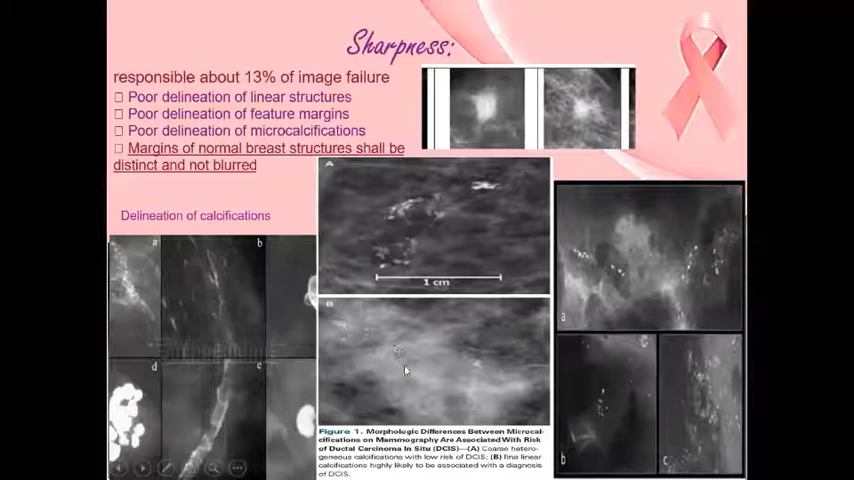 Sharpness:
responsible about 13% of image failure
□ Poor delineation of linear structures
□ Poor delineation of feature margins
□ Poor delineation of microcalcifications
□ Margins of normal breast structures shall be
distinct and not blurred
Delineation of calcifications
a
b
d
e
A
1 cm
B
Figure 1. Morphologic Differences Between Microcal-
cifications on Mammography Are Associated With Risk
of Ductal Carcinoma In Situ (DCIS)—(A) Coarse hetero-
geneous calcifications with low risk of DCIS; (B) fine linear
calcifications highly likely to be associated with a diagnosis
of DCIS.
a
b
c